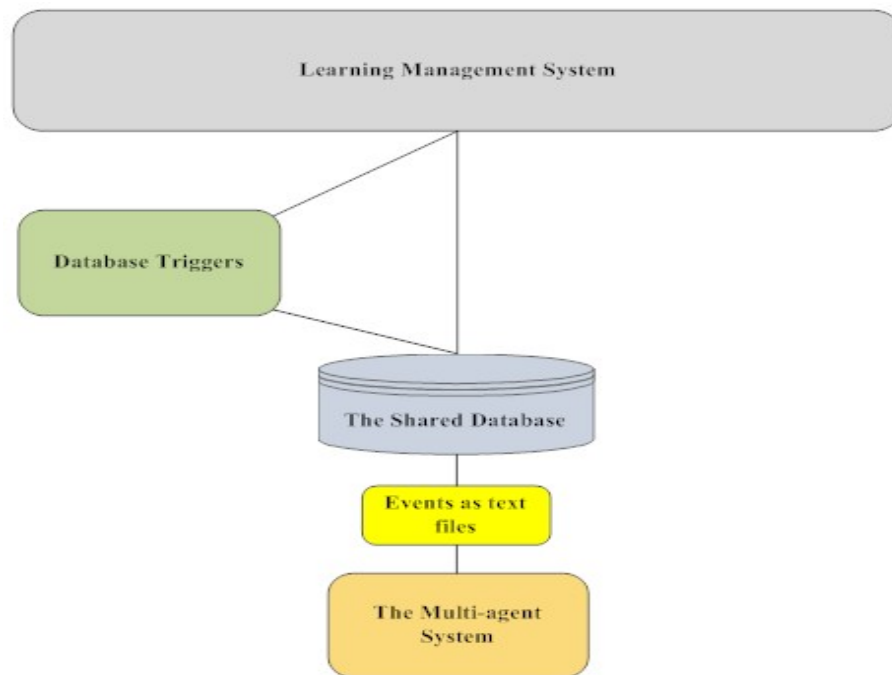 Learning Management System
Database Triggers
The Shared Database
Events as text
files
The Multi-agent
System